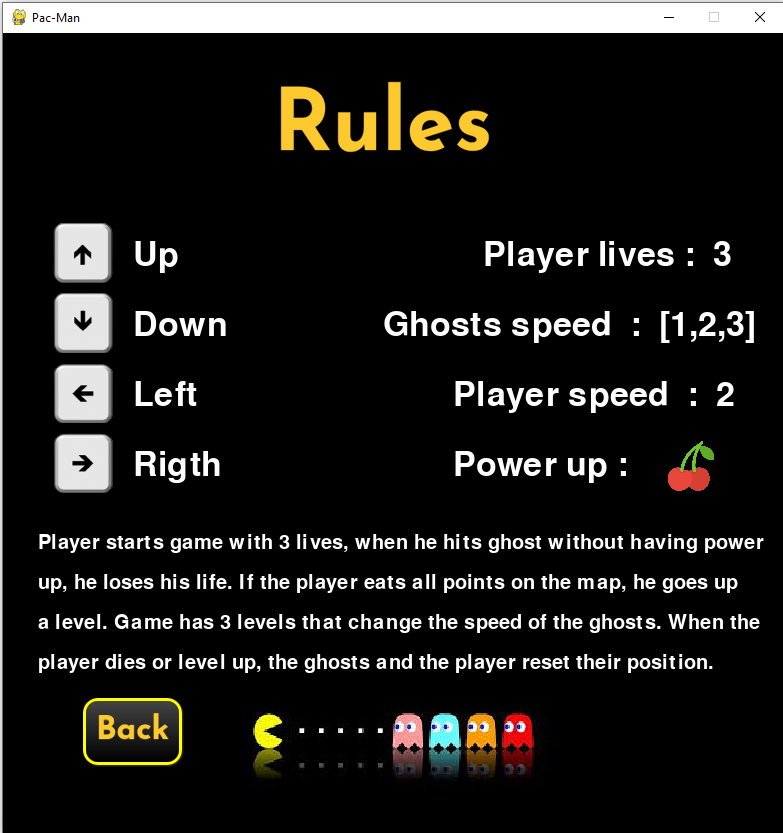 Pac-Man
Rules
Up
Player lives : 3
Down
Ghosts speed : [1,2,3]
Left
Player speed : 2
Rigth
Power up :
Player starts game with 3 lives, when he hits ghost without having power
up, he loses his life. If the player eats all points on the map, he goes up
a level. Game has 3 levels that change the speed of the ghosts. When the
player dies or level up, the ghosts and the player reset their position.
Back